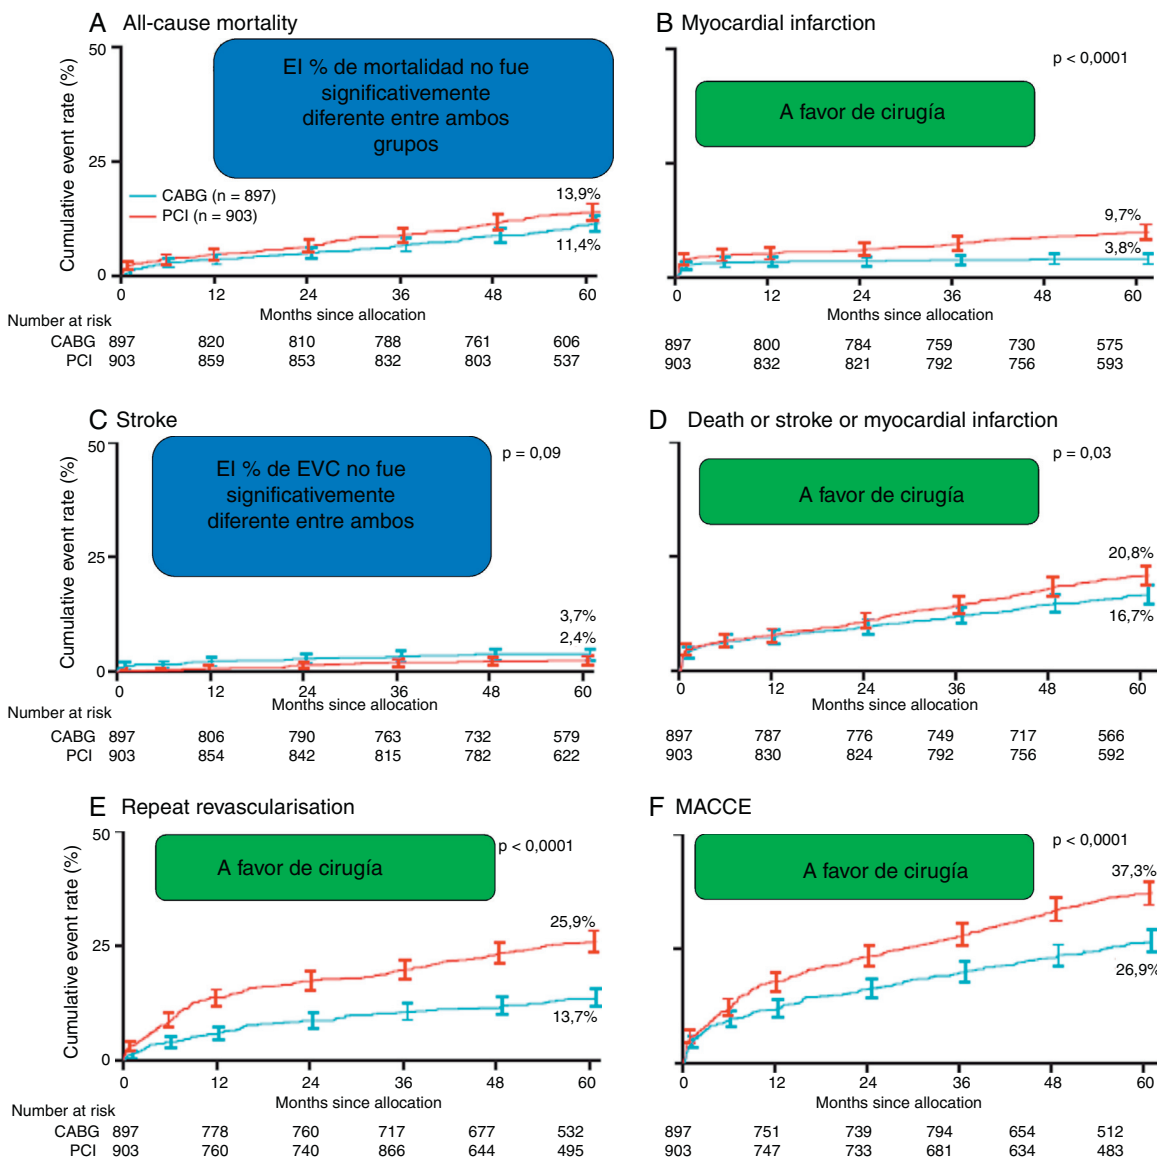 A All-cause mortality
50
El % de mortalidad no fue
significativamente
diferente entre ambos
grupos
25
Cumulative event rate (%)
CABG (n = 897)
PCI (n = 903)
13,9%
11,4%
0
0 12 24 36 48 60
Months since allocation
Number at risk
CABG 897 820 810 788 761 606
PCI 903 859 853 832 803 537
B Myocardial infarction
p < 0,0001
A favor de cirugía
9,7%
3,8%
0 12 24 36 48 60
Months since allocation
897 800 784 759 730 575
903 832 821 792 756 593
C Stroke
50
El % de EVC no fue
significativamente
diferente entre ambos
p = 0,09
25
Cumulative event rate (%)
3,7%
2,4%
0
0 12 24 36 48 60
Months since allocation
Number at risk
CABG 897 806 790 763 732 579
PCI 903 854 842 815 782 622
D Death or stroke or myocardial infarction
p = 0,03
A favor de cirugía
20,8%
16,7%
0 12 24 36 48 60
Months since allocation
897 787 776 749 717 566
903 830 824 792 756 592
E Repeat revascularisation
50
p < 0,0001
A favor de cirugía
25
Cumulative event rate (%)
25,9%
13,7%
0
0 12 24 36 48 60
Months since allocation
Number at risk
CABG 897 778 760 717 677 532
PCI 903 760 740 866 644 495
F MACCE
p < 0,0001
A favor de cirugía
37,3%
26,9%
0 12 24 36 48 60
Months since allocation
897 751 739 794 654 512
903 747 733 681 634 483